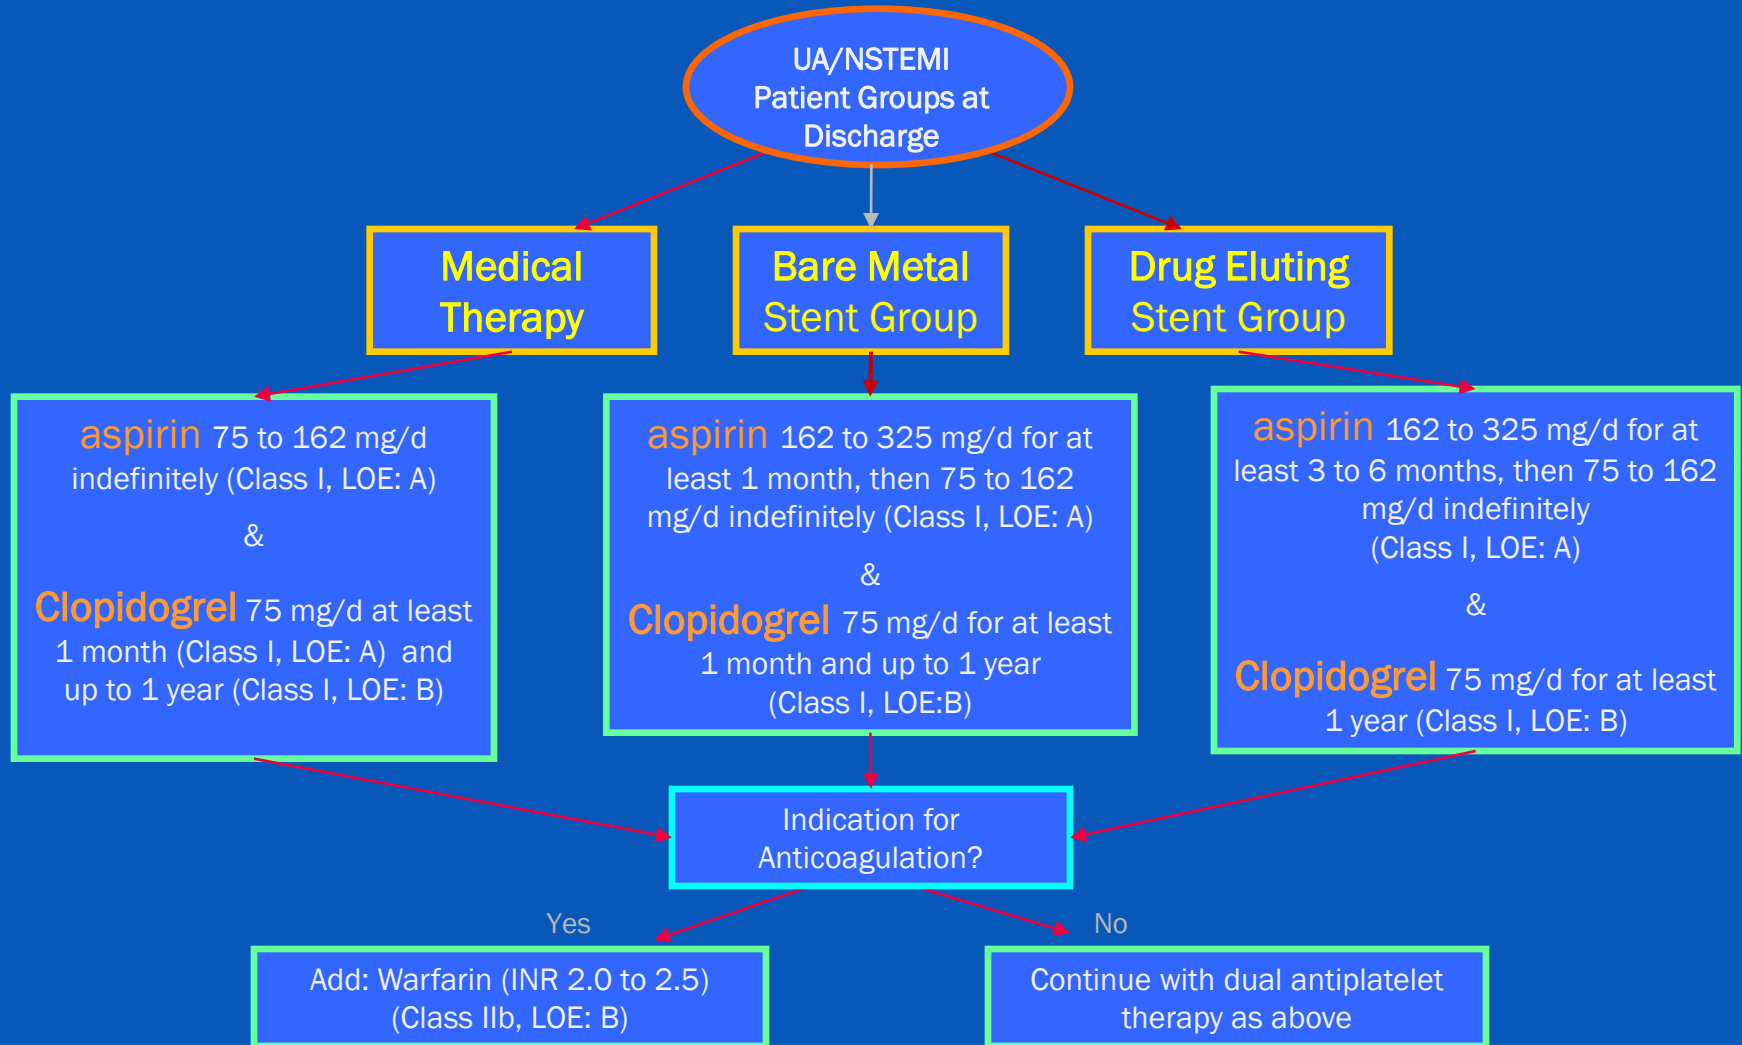 UA/NSTEMI
Patient Groups at
Discharge
Medical
Therapy
Bare Metal
Stent Group
Drug Eluting
Stent Group
aspirin 75 to 162 mg/d
indefinitely (Class I, LOE: A)
&
Clopidogrel 75 mg/d at least
1 month (Class I, LOE: A) and
up to 1 year (Class I, LOE: B)
aspirin 162 to 325 mg/d for at
least 1 month, then 75 to 162
mg/d indefinitely (Class I, LOE: A)
&
Clopidogrel 75 mg/d for at least
1 month and up to 1 year
(Class I, LOE:B)
aspirin 162 to 325 mg/d for at
least 3 to 6 months, then 75 to 162
mg/d indefinitely
(Class I, LOE: A)
&
Clopidogrel 75 mg/d for at least
1 year (Class I, LOE: B)
Indication for
Anticoagulation?
Yes
No
Add: Warfarin (INR 2.0 to 2.5)
(Class IIb, LOE: B)
Continue with dual antiplatelet
therapy as above